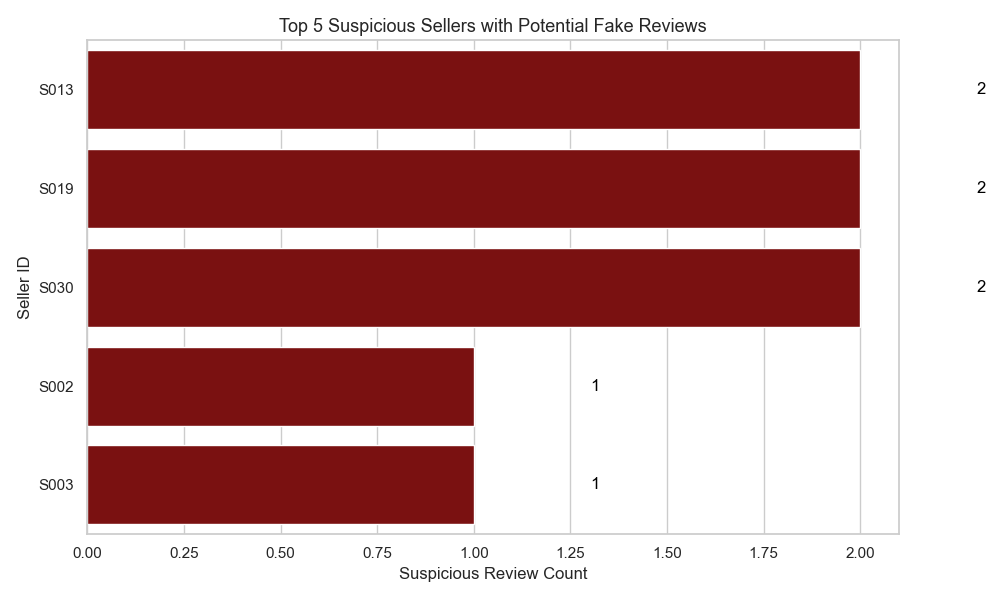 Top 5 Suspicious Sellers with Potential Fake Reviews
Seller ID
S013 2
S019 2
S030 2
S002 1
S003 1
0.00 0.25 0.50 0.75 1.00 1.25 1.50 1.75 2.00
Suspicious Review Count